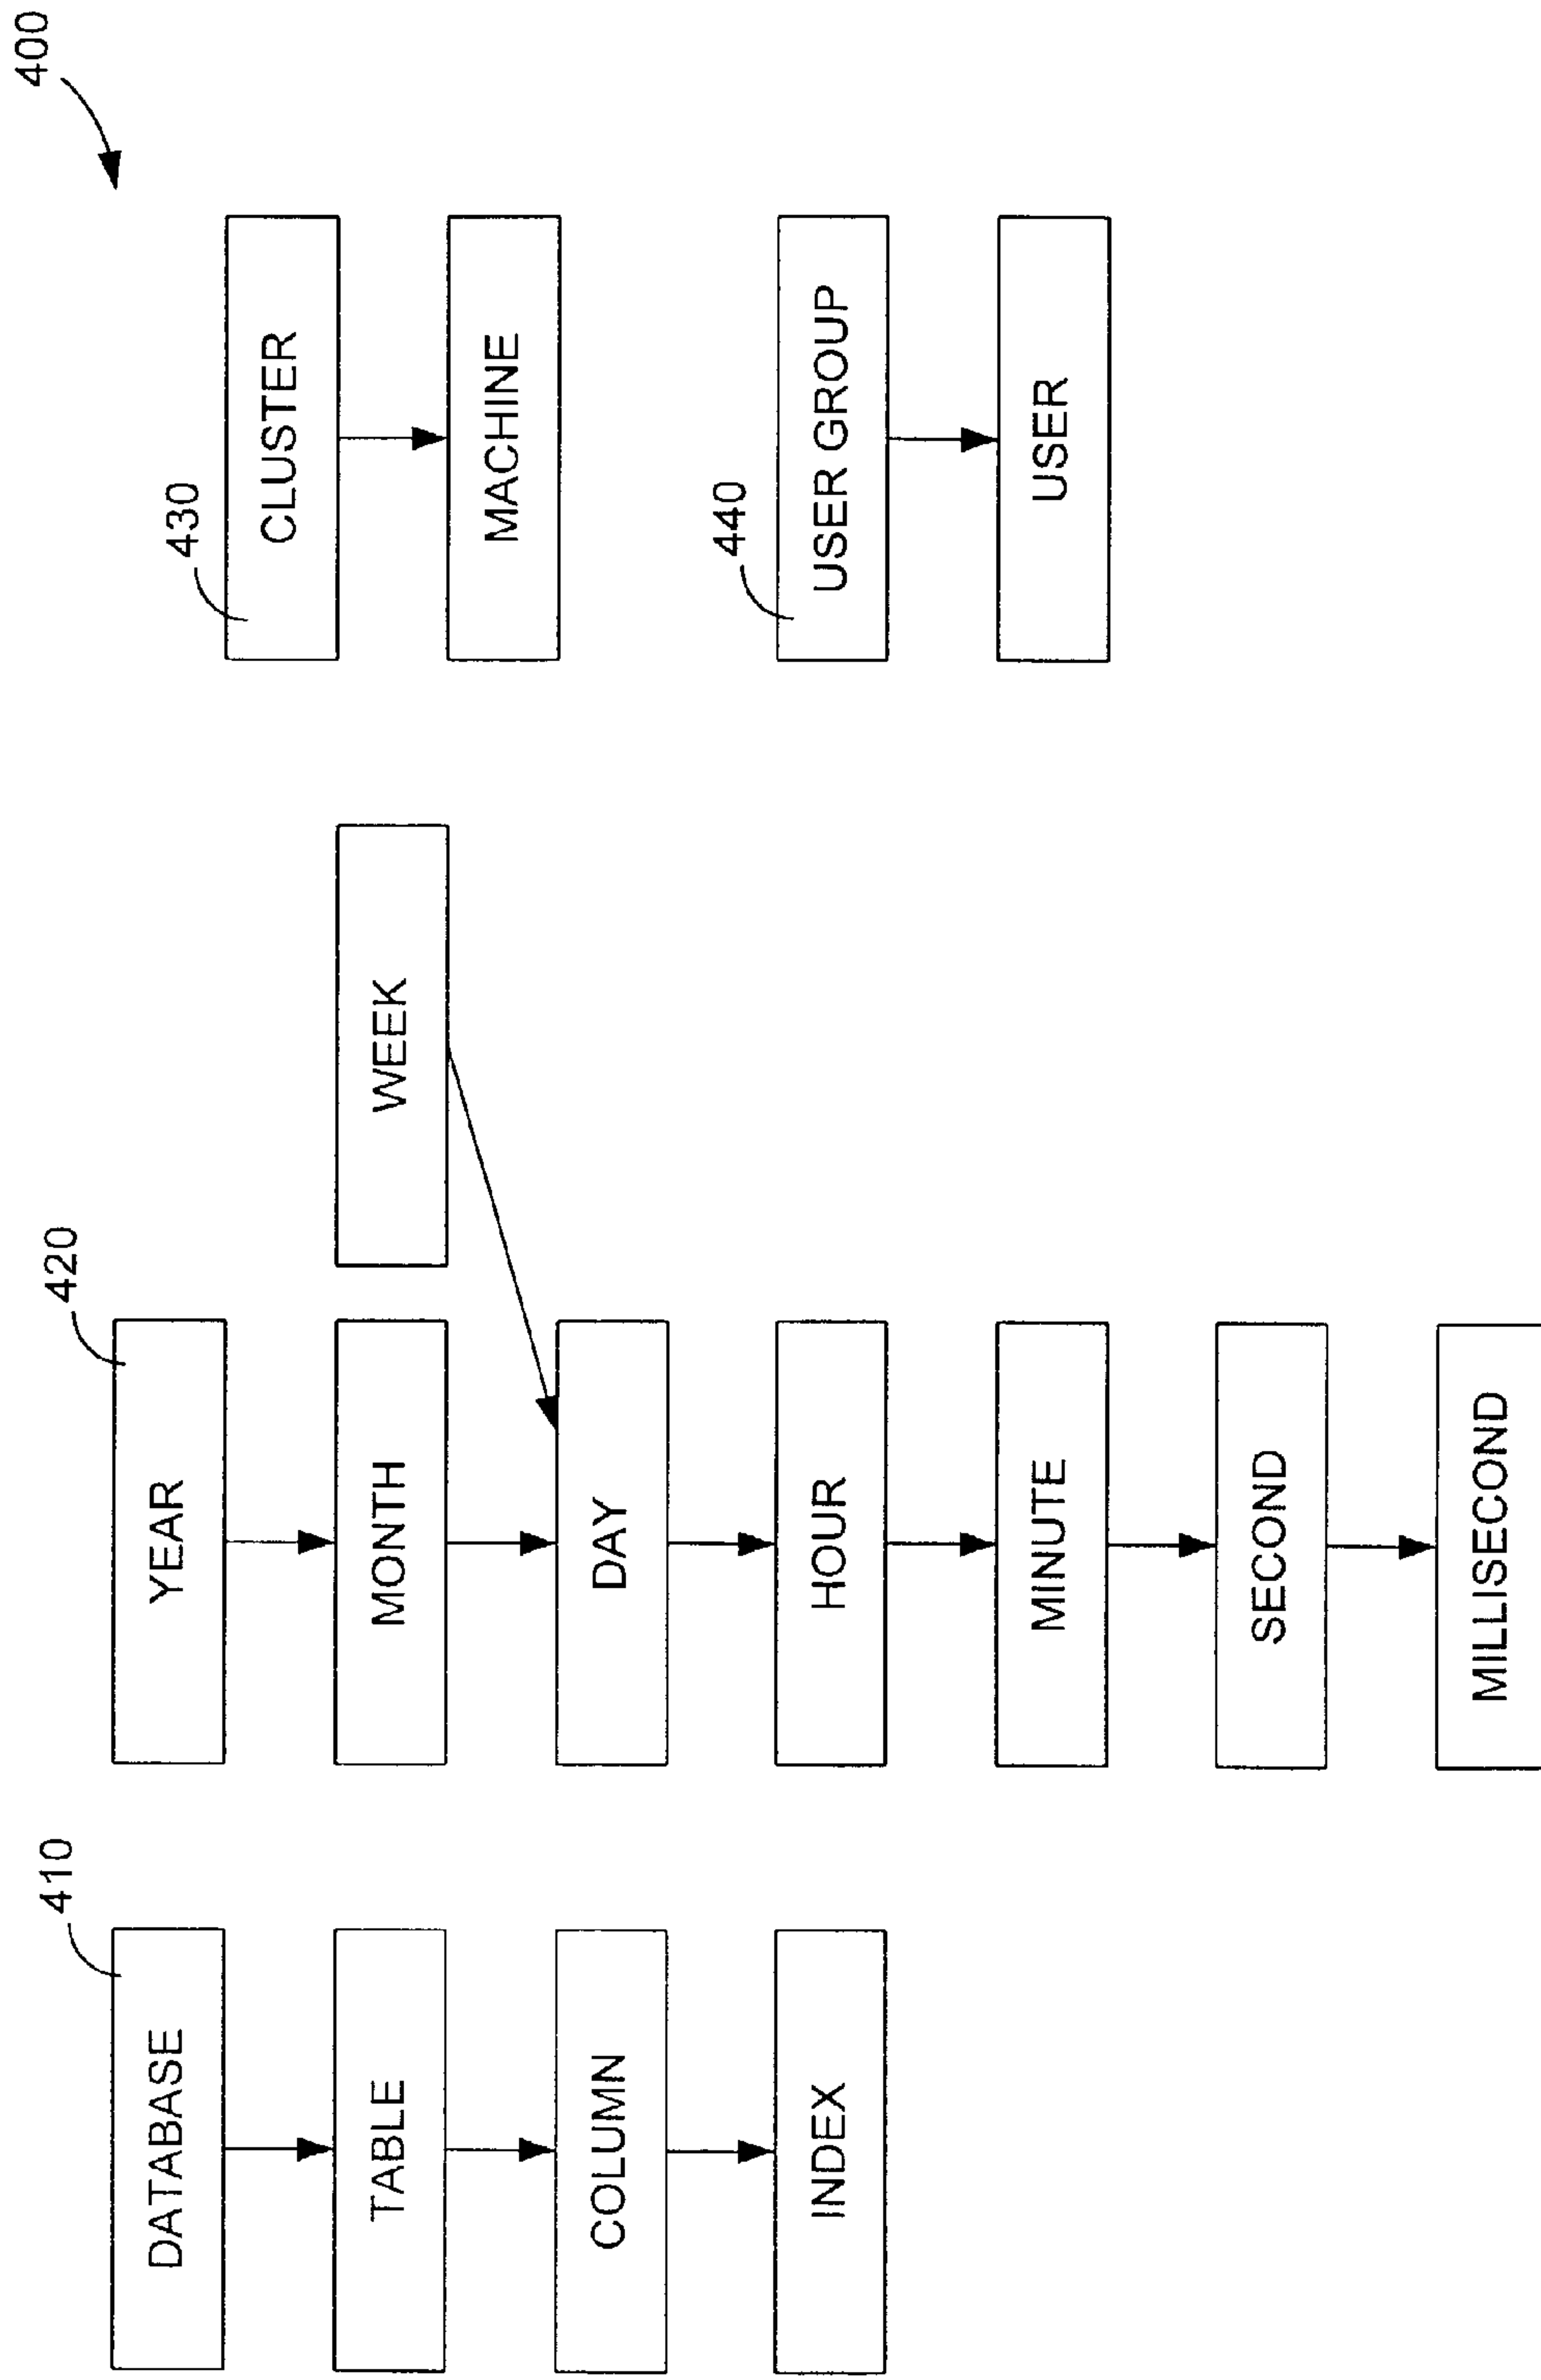 400
410
DATABASE
TABLE
COLUMN
INDEX
420
YEAR
MONTH
WEEK
DAY
HOUR
MINUTE
SECOND
MILLISECOND
430
CLUSTER
MACHINE
440
USER GROUP
USER